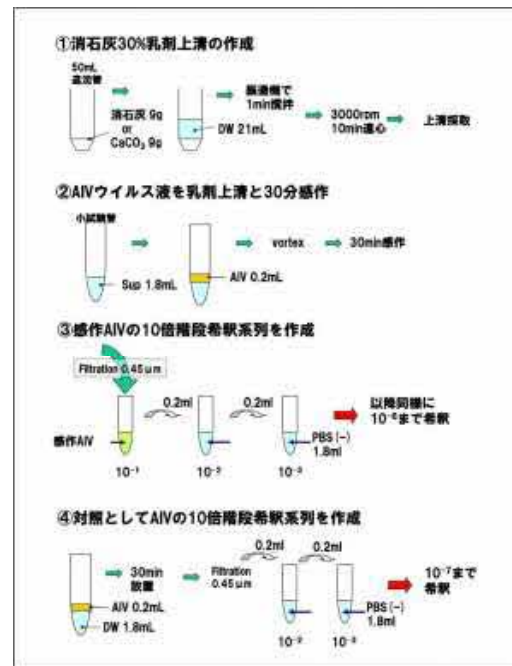 ①消石灰30%乳剤上清の作成
50mL
遠沈管
消石灰 9g
or
CaCO₃ 9g
DW 21mL
振盪機で
1min撹拌
3000rpm
10min遠心
上清採取
②AIVウイルス液を乳剤上清と30分感作
小試験管
Sup 1.8mL
AIV 0.2mL
vortex
30min感作
③感作AIVの10倍階段希釈系列を作成
Filtration 0.45μm
0.2ml
0.2ml
感作AIV
PBS(-)
1.8ml
10⁻¹
10⁻²
10⁻³
以降同様に
まで希釈
④対照としてAIVの10倍階段希釈系列を作成
AIV 0.2mL
DW 1.8mL
30min
放置
Filtration
0.45μm
0.2ml
0.2ml
PBS(-)
1.8ml
10⁻²
10⁻³
10⁻⁷まで
希釈